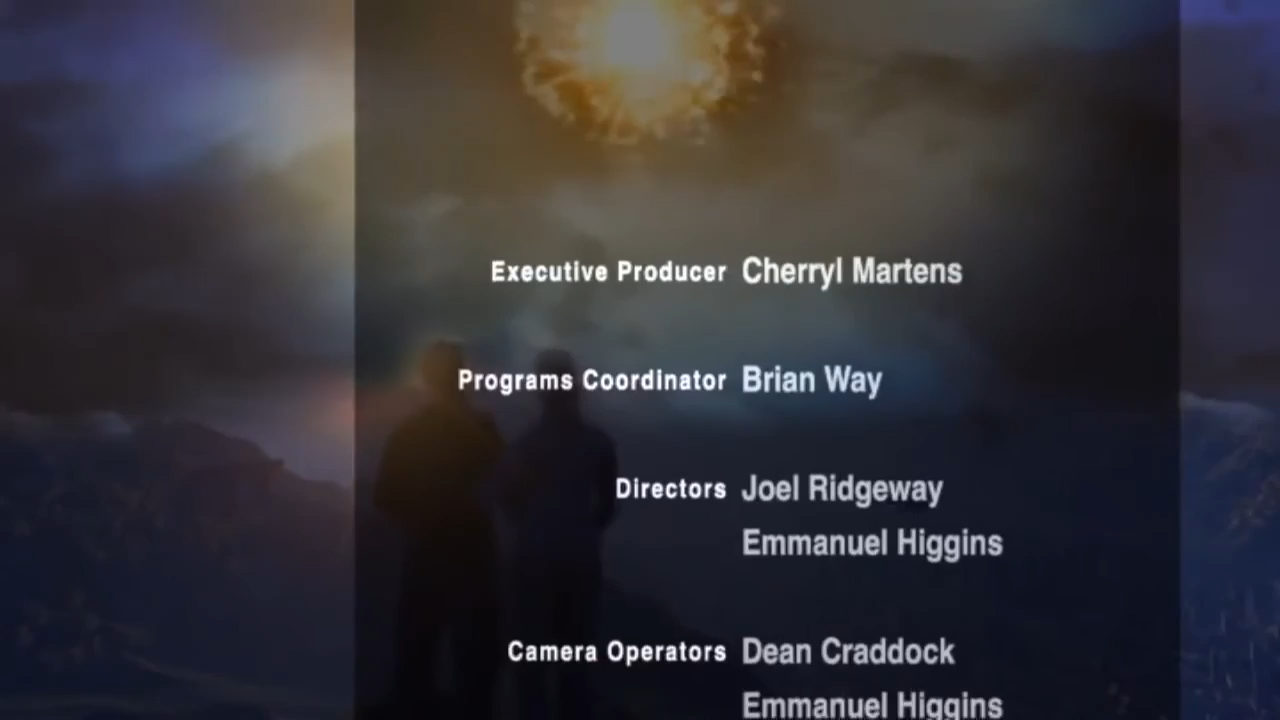 Executive Producer Cherryl Martens
Programs Coordinator Brian Way
Directors Joel Ridgeway
Emmanuel Higgins
Camera Operators Dean Craddock
Emmanuel Higgins